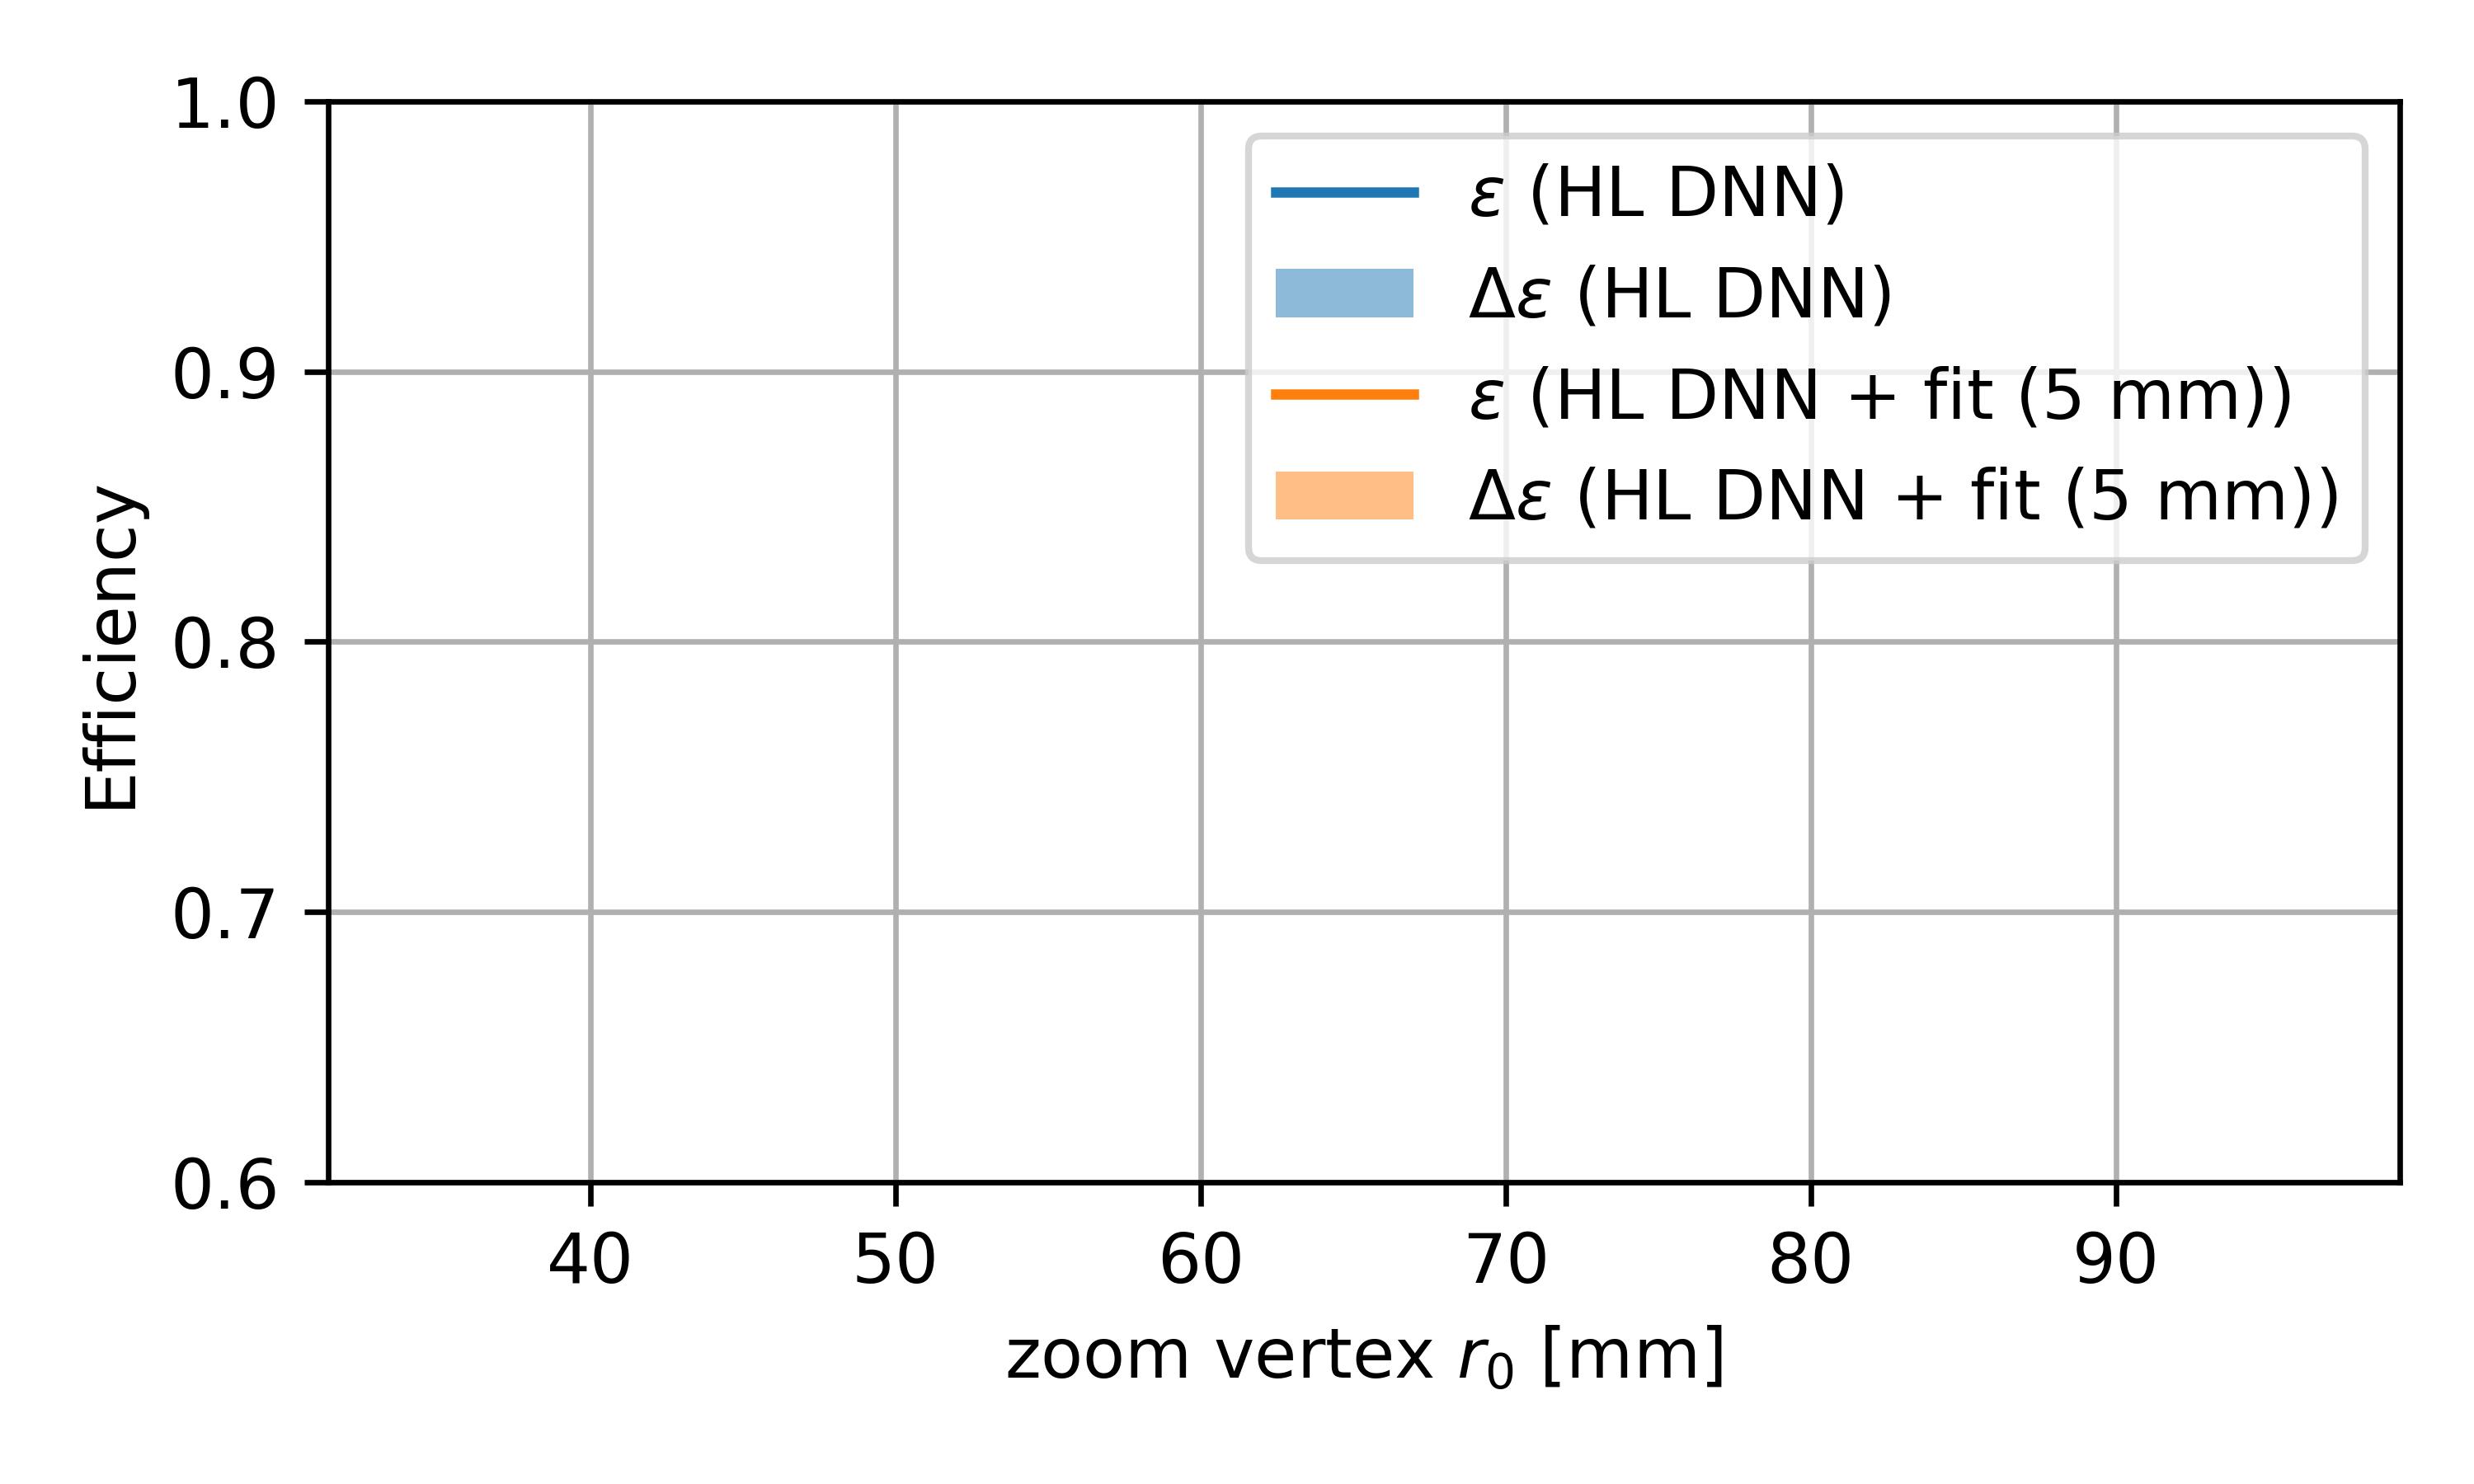 1.0
0.9
0.8
0.7
0.6
Efficiency
ε (HL DNN)
Δε (HL DNN)
ε (HL DNN + fit (5 mm))
Δε (HL DNN + fit (5 mm))
40 50 60 70 80 90
zoom vertex r₀ [mm]